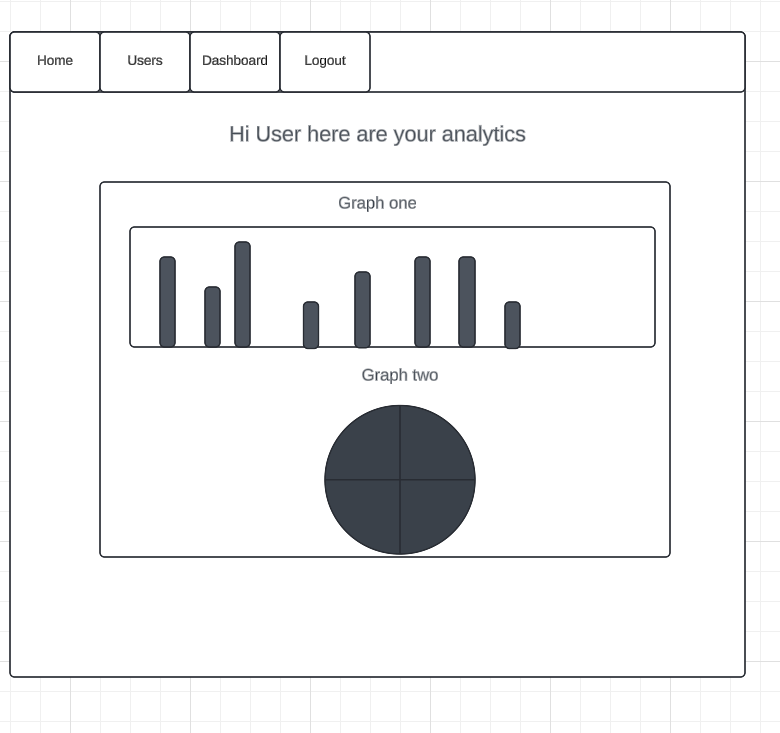 Home
Users
Dashboard
Logout
Hi User here are your analytics
Graph one
Graph two